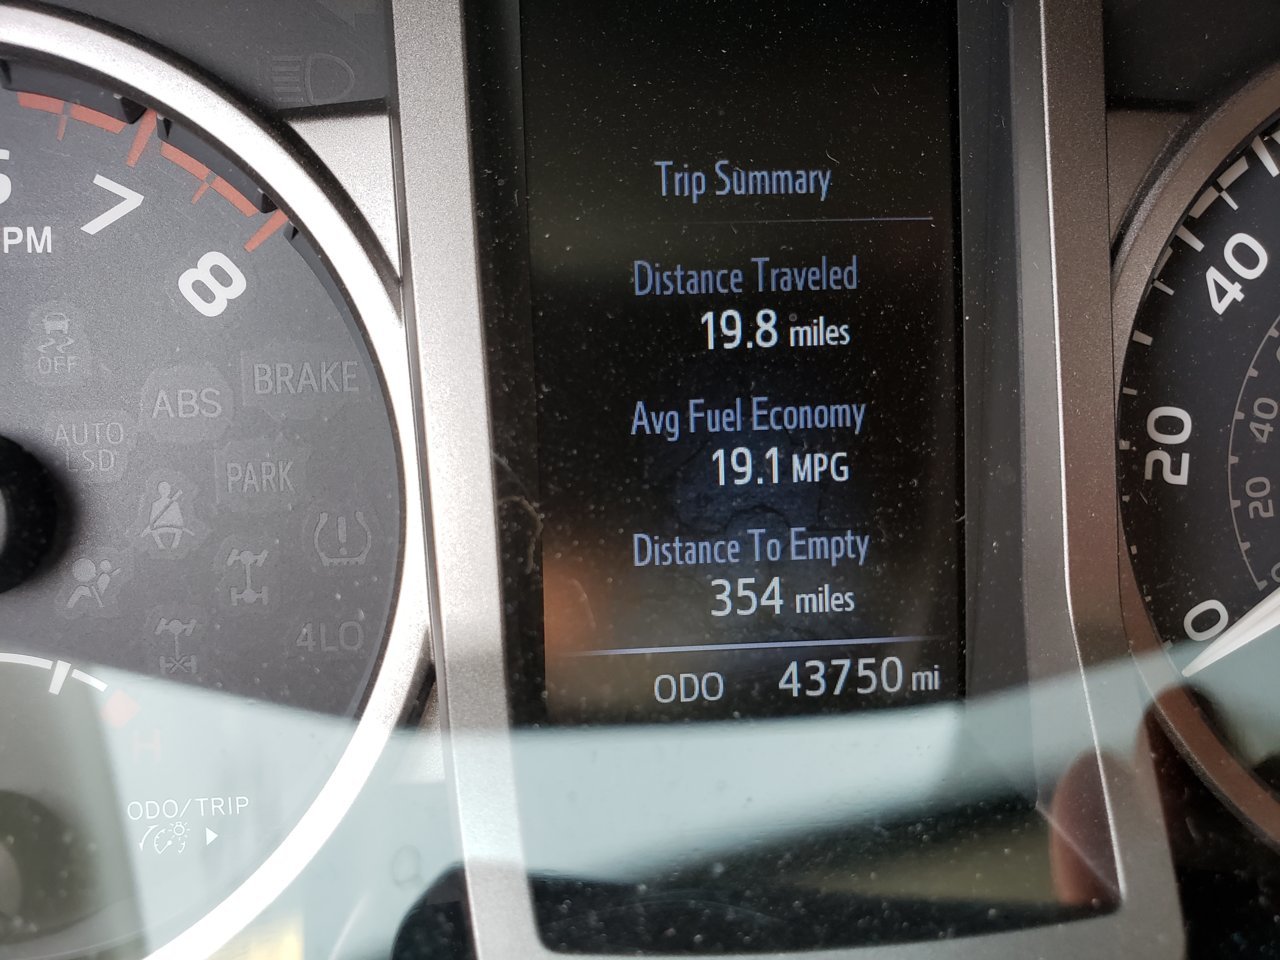 Trip Summary
Distance Traveled
19.8 miles
Avg Fuel Economy
19.1 MPG
Distance To Empty
354 miles
ODO 43750 mi
7
8
PM
OFF
BRAKE
ABS
AUTO
LSD
PARK
4LO
H
ODO/TRIP
40
20
0
40
20